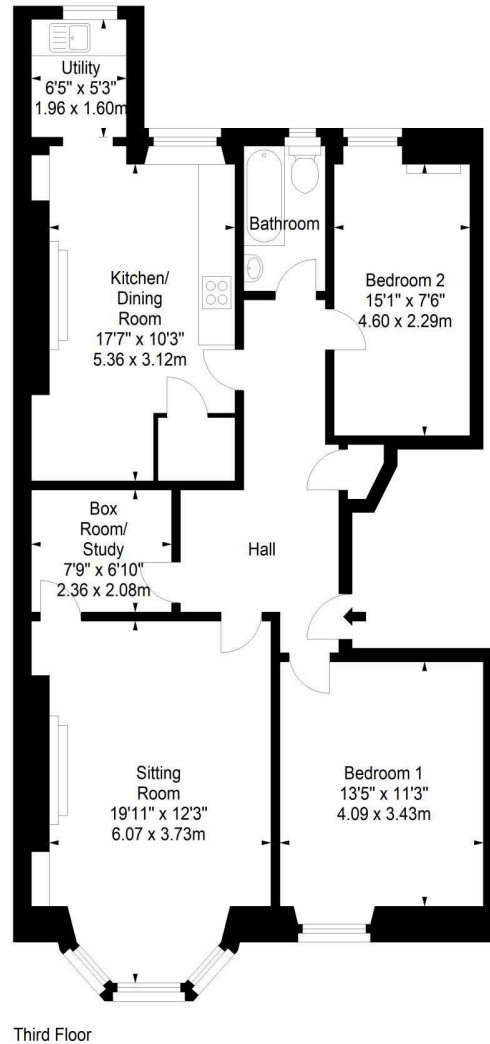 Utility
6'5" x 5'3"
1.96 x 1.60m
Kitchen/
Dining
Room
17'7" x 10'3"
5.36 x 3.12m
Bathroom
Bedroom 2
15'1" x 7'6"
4.60 x 2.29m
Box
Room/
Study
7'9" x 6'10"
2.36 x 2.08m
Hall
Sitting
Room
19'11" x 12'3"
6.07 x 3.73m
Bedroom 1
13'5" x 11'3"
4.09 x 3.43m
Third Floor